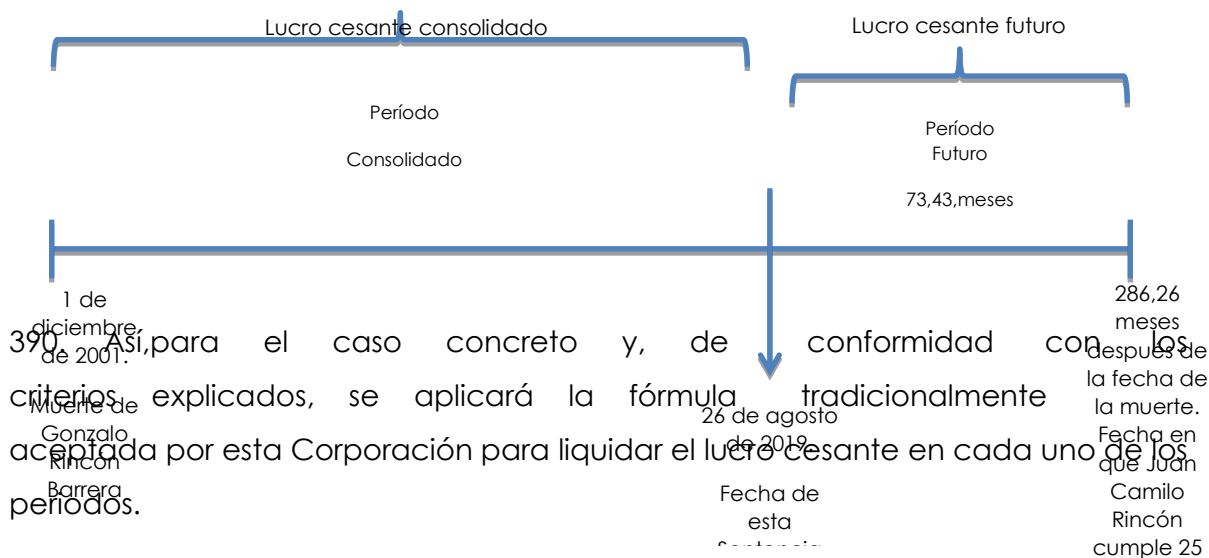 Lucro cesante consolidado
Lucro cesante futuro
Período
Consolidado
Período
Futuro
73,43,meses
1 de
diciembre
de 2001.
Muerte de
Gonzalo
Rincón
Barrera
26 de agosto
de 2019
Fecha de
esta
Sentencia
286,26
meses
después de
la fecha de
la muerte.
Fecha en
que Juan
Camilo
Rincón
cumple 25
390. Así,para el caso concreto y, de conformidad con los
criterios explicados, se aplicará la fórmula tradicionalmente
aceptada por esta Corporación para liquidar el lucro cesante en cada uno de los
períodos.